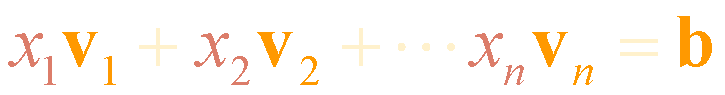 x₁v₁ + x₂v₂ + ⋯ xₙvₙ = b